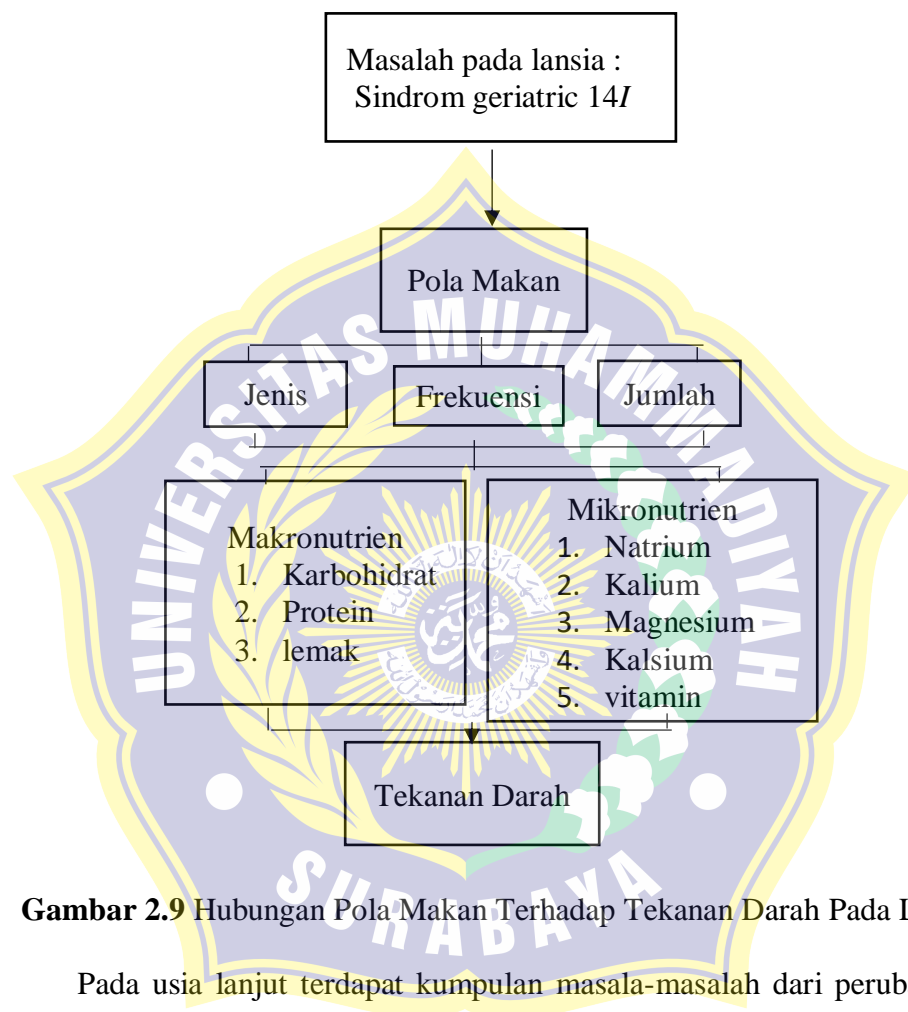 Masalah pada lansia :
Sindrom geriatric 14I
Pola Makan
Jenis Frekuensi Jumlah
Makronutrien
1. Karbohidrat
2. Protein
3. lemak
Mikronutrien
1. Natrium
2. Kalium
3. Magnesium
4. Kalsium
5. vitamin
Tekanan Darah
UNIVERSITAS MUHAMMADIYAH
SURABAYA
Gambar 2.9 Hubungan Pola Makan Terhadap Tekanan Darah Pada
Pada usia lanjut terdapat kumpulan masala-masalah dari